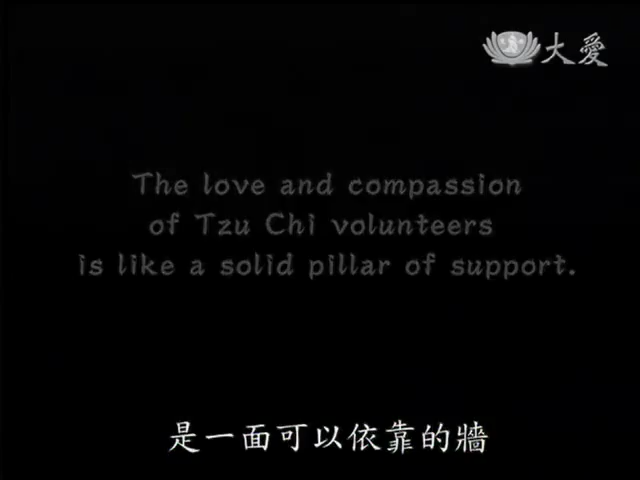 大愛
The love and compassion
of Tzu Chi volunteers
is like a solid pillar of support.
是一面可以依靠的牆